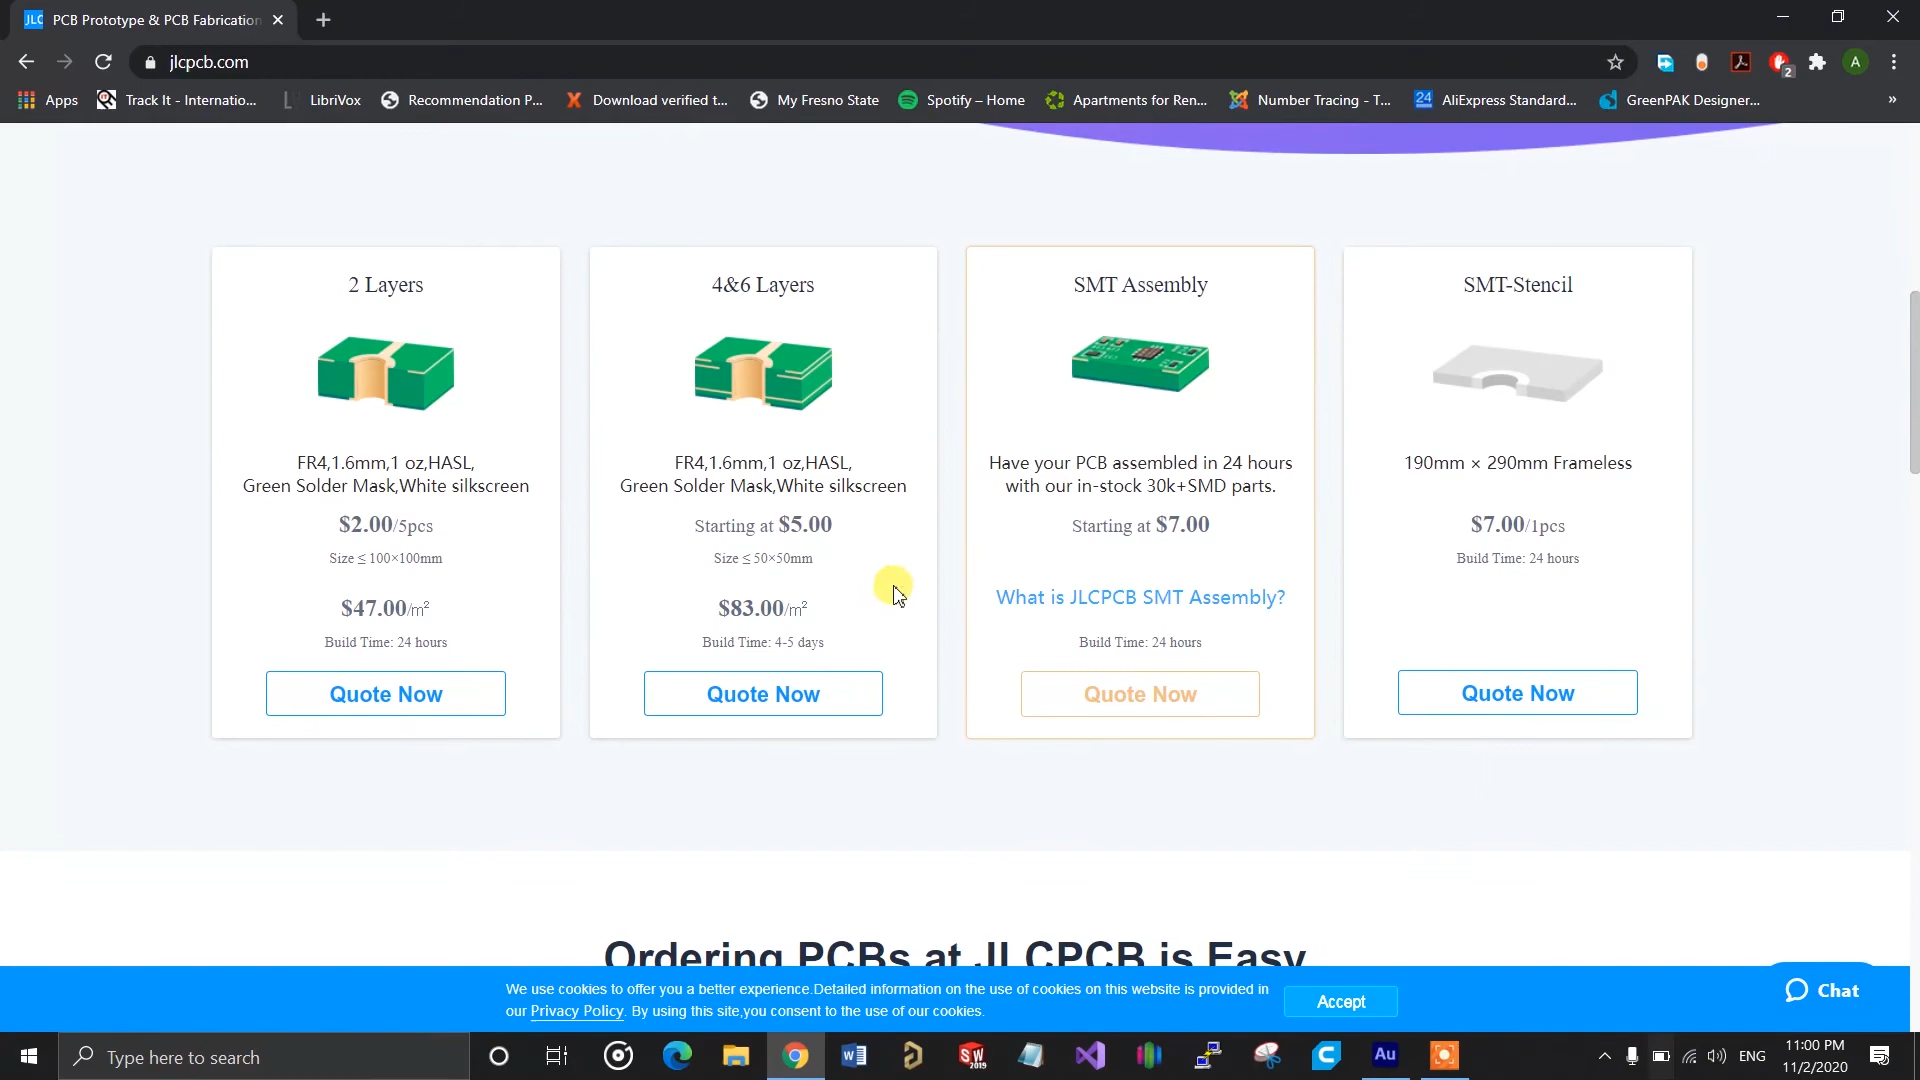 JLC PCB Prototype & PCB Fabrication
jlcpcb.com
A
2
Apps
Track It - Internatio...
LibriVox
Recommendation P...
Download verified t...
My Fresno State
Spotify – Home
Apartments for Ren...
Number Tracing - T...
24 AliExpress Standard...
GreenPAK Designer...
»
2 Layers
FR4,1.6mm,1 oz,HASL,
Green Solder Mask,White silkscreen
$2.00/5pcs
Size ≤ 100×100mm
$47.00/m²
Build Time: 24 hours
Quote Now
4&6 Layers
FR4,1.6mm,1 oz,HASL,
Green Solder Mask,White silkscreen
Starting at $5.00
Size ≤ 50×50mm
$83.00/m²
Build Time: 4-5 days
Quote Now
SMT Assembly
Have your PCB assembled in 24 hours
with our in-stock 30k+SMD parts.
Starting at $7.00
What is JLCPCB SMT Assembly?
Build Time: 24 hours
Quote Now
SMT-Stencil
190mm × 290mm Frameless
$7.00/1pcs
Build Time: 24 hours
Quote Now
Ordering PCBs at JLCPCB is Easy
We use cookies to offer you a better experience.Detailed information on the use of cookies on this website is provided in
our Privacy Policy. By using this site,you consent to the use of our cookies.
Accept
Chat
Type here to search
SW
2019
Au
ENG
11:00 PM
11/2/2020